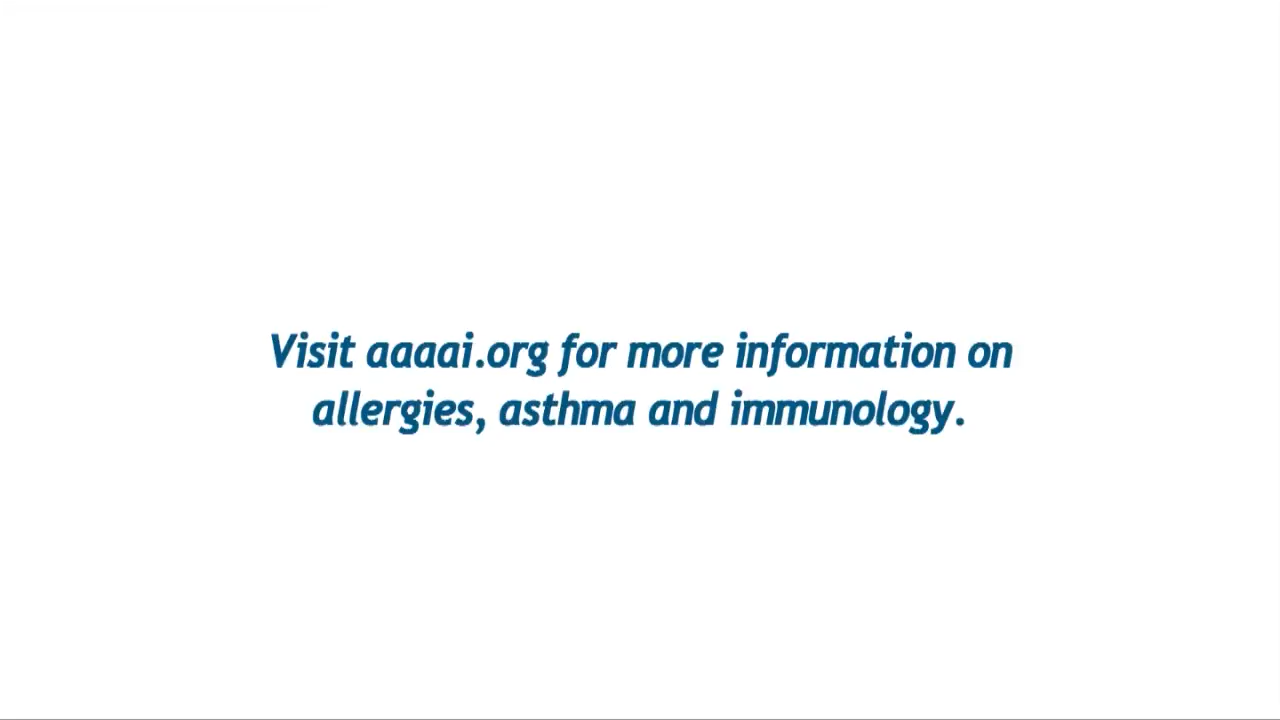 Visit aaaai.org for more information on
allergies, asthma and immunology.